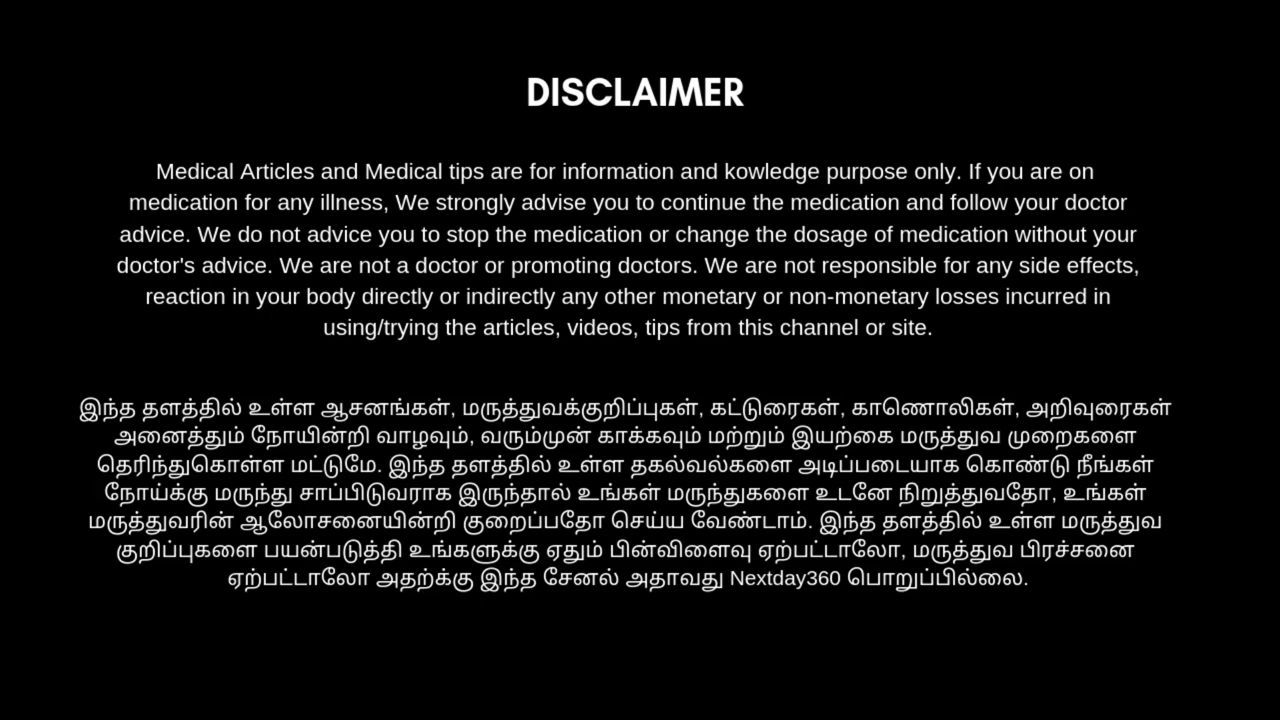 DISCLAIMER
Medical Articles and Medical tips are for information and kowledge purpose only. If you are on
medication for any illness, We strongly advise you to continue the medication and follow your doctor
advice. We do not advice you to stop the medication or change the dosage of medication without your
doctor's advice. We are not a doctor or promoting doctors. We are not responsible for any side effects,
reaction in your body directly or indirectly any other monetary or non-monetary losses incurred in
using/trying the articles, videos, tips from this channel or site.
இந்த தளத்தில் உள்ள ஆசனங்கள், மருத்துவக்குறிப்புகள், கட்டுரைகள், காணொலிகள், அறிவுரைகள்
அனைத்தும் நோயின்றி வாழவும், வரும்முன் காக்கவும் மற்றும் இயற்கை மருத்துவ முறைகளை
தெரிந்துகொள்ள மட்டுமே. இந்த தளத்தில் உள்ள தகல்வல்களை அடிப்படையாக கொண்டு நீங்கள்
நோய்க்கு மருந்து சாப்பிடுவராக இருந்தால் உங்கள் மருந்துகளை உடனே நிறுத்துவதோ, உங்கள்
மருத்துவரின் ஆலோசனையின்றி குறைப்பதோ செய்ய வேண்டாம். இந்த தளத்தில் உள்ள மருத்துவ
குறிப்புகளை பயன்படுத்தி உங்களுக்கு ஏதும் பின்விளைவு ஏற்பட்டாலோ, மருத்துவ பிரச்சனை
ஏற்பட்டாலோ அதற்க்கு இந்த சேனல் அதாவது Nextday360 பொறுப்பில்லை.